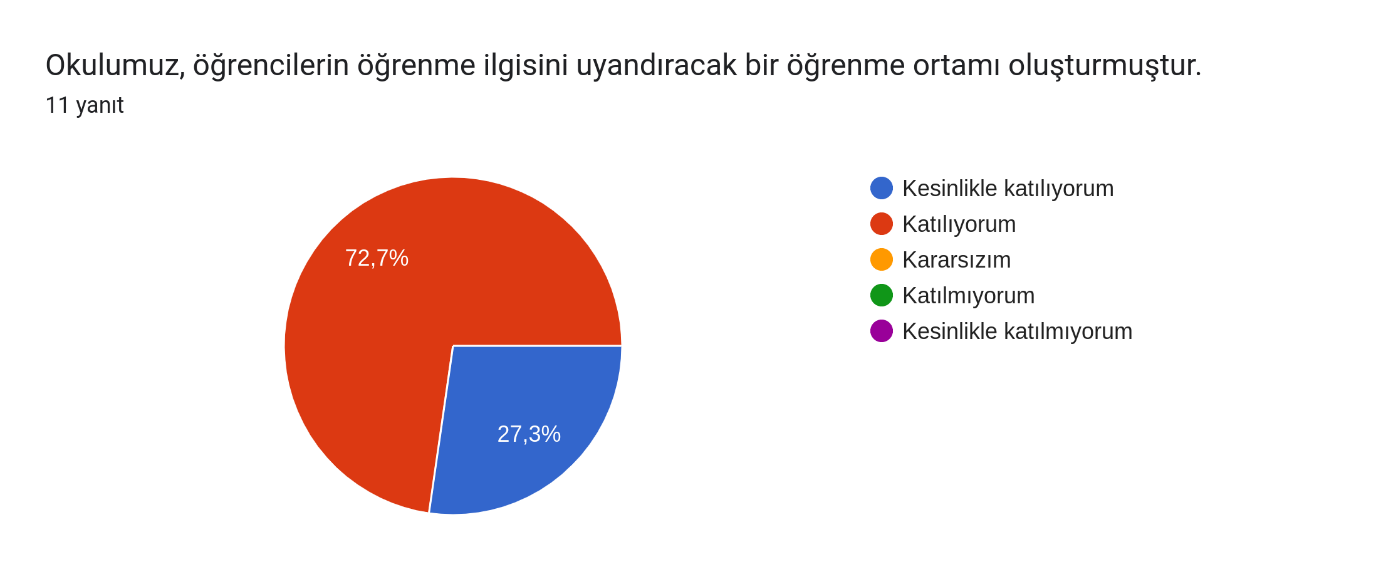 Okulumuz, öğrencilerin öğrenme ilgisini uyandıracak bir öğrenme ortamı oluşturmuştur.
11 yanıt
72,7%
27,3%
Kesinlikle katılıyorum
Katılıyorum
Kararsızım
Katılmıyorum
Kesinlikle katılmıyorum